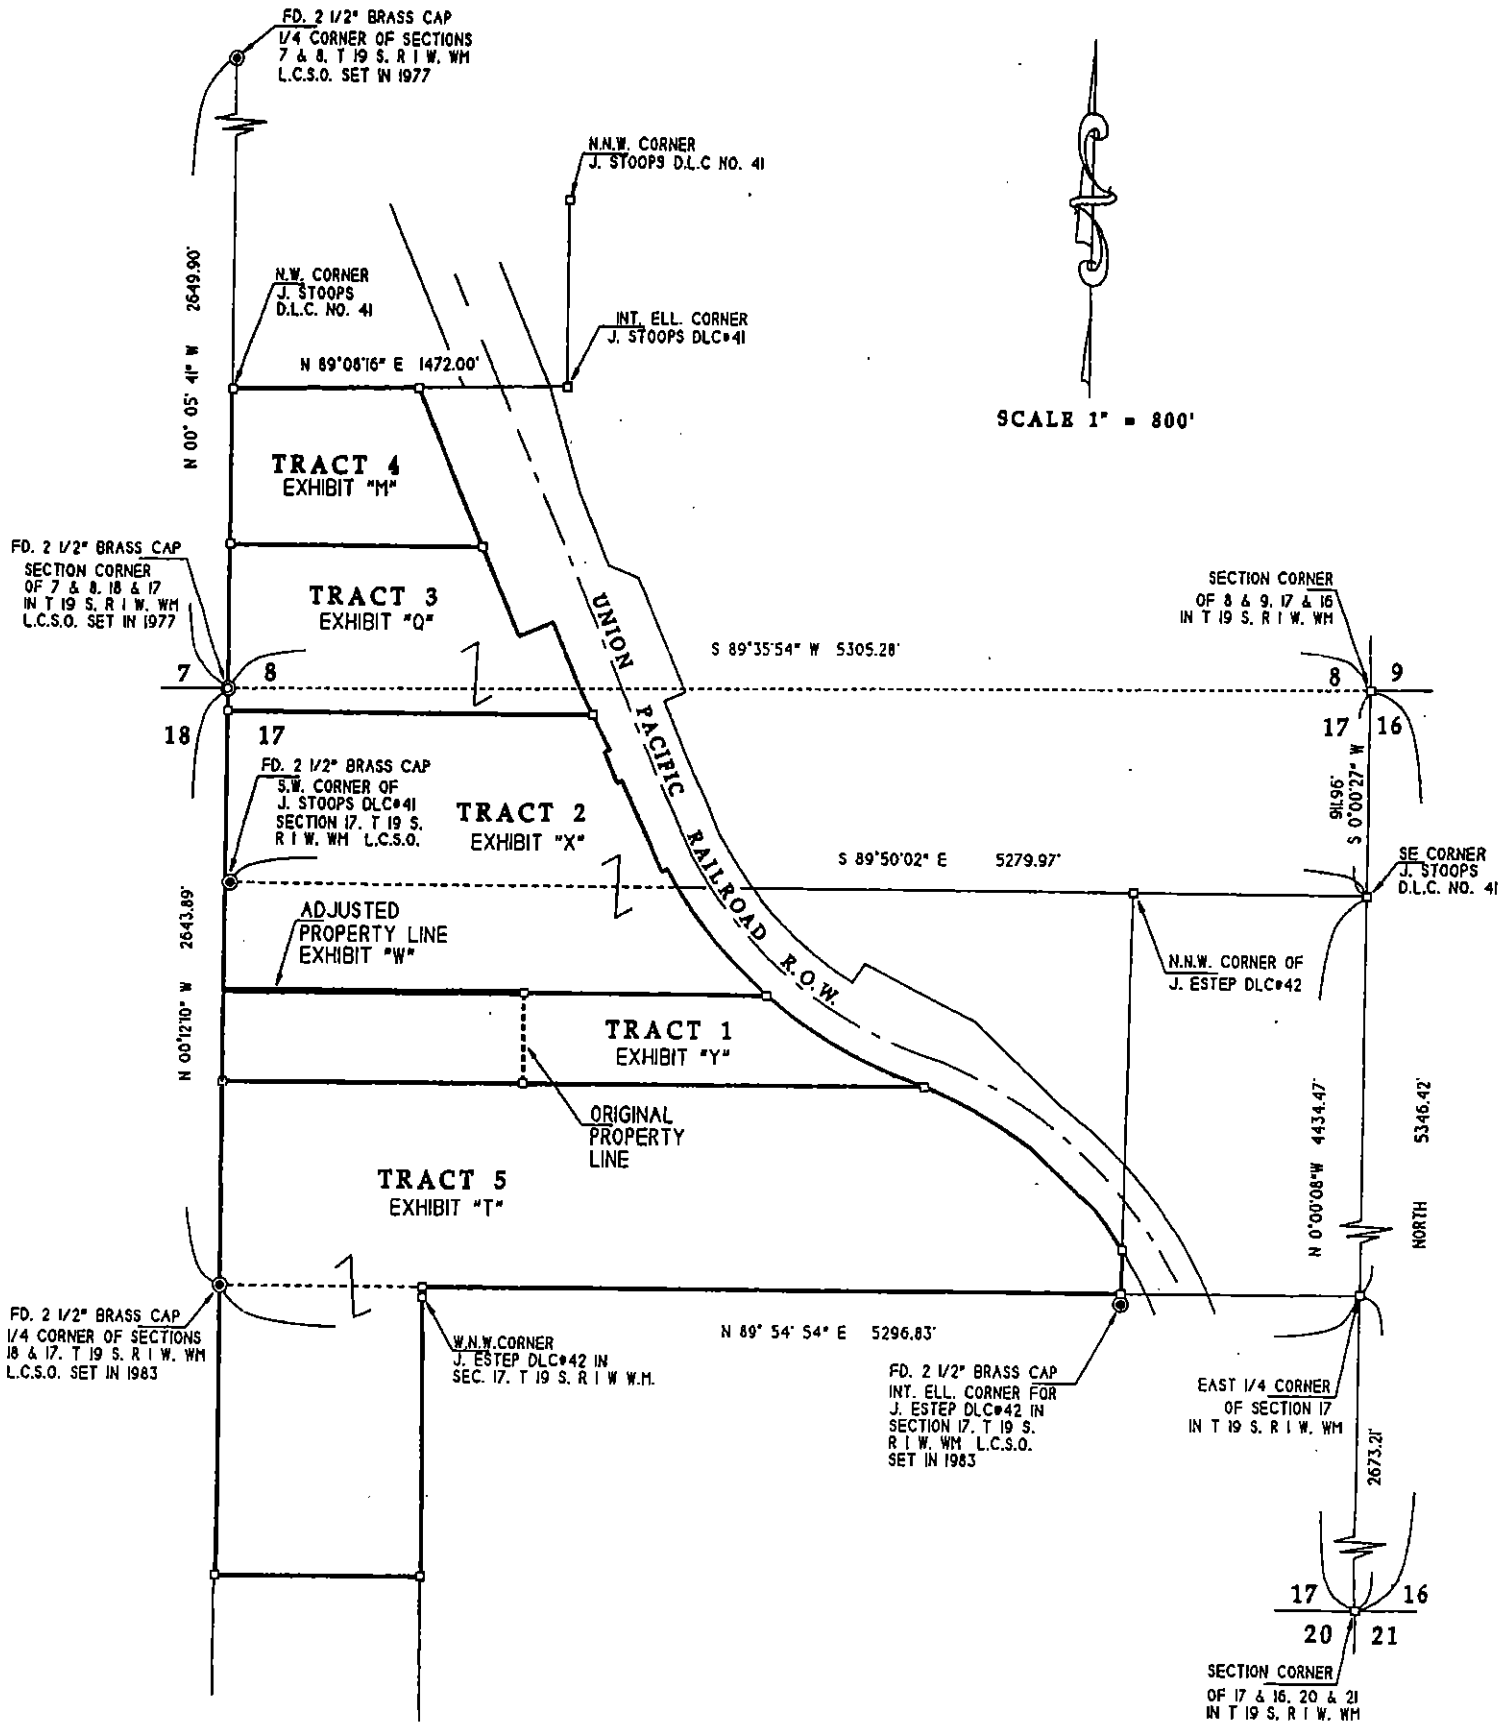 FD. 2 1/2" BRASS CAP
1/4 CORNER OF SECTIONS
7 & 8, T 19 S. R 1 W. WM
L.C.S.O. SET IN 1977
N.N.W. CORNER
J. STOOPS D.L.C NO. 41
N 00° 05' 41" W 2649.90'
N.W. CORNER
J. STOOPS
D.L.C. NO. 41
INT. ELL. CORNER
J. STOOPS DLC#41
N 89°08'16" E 1472.00'
SCALE 1" = 800'
TRACT 4
EXHIBIT "M"
FD. 2 1/2" BRASS CAP
SECTION CORNER
OF 7 & 8, 18 & 17
IN T 19 S. R 1 W. WM
L.C.S.O. SET IN 1977
TRACT 3
EXHIBIT "Q"
SECTION CORNER
OF 8 & 9, 17 & 16
IN T 19 S, R 1 W. WM
UNION PACIFIC RAILROAD R.O.W.
S 89°35'54" W 5305.28'
7 8
8 9
18 17
17 16
FD. 2 1/2" BRASS CAP
S.W. CORNER OF
J. STOOPS DLC#41
SECTION 17, T 19 S.
R 1 W. WM L.C.S.O.
TRACT 2
EXHIBIT "X"
911.96'
S 0°00'27" W
S 89°50'02" E 5279.97'
SE CORNER
J. STOOPS
D.L.C. NO. 41
N 00°12'10" W 2643.89'
ADJUSTED
PROPERTY LINE
EXHIBIT "W"
N.N.W. CORNER OF
J. ESTEP DLC#42
TRACT 1
EXHIBIT "Y"
ORIGINAL
PROPERTY
LINE
N 0°00'08"W 4434.47'
NORTH 5346.42'
TRACT 5
EXHIBIT "T"
FD. 2 1/2" BRASS CAP
1/4 CORNER OF SECTIONS
18 & 17, T 19 S. R 1 W. WM
L.C.S.O. SET IN 1983
W.N.W.CORNER
J. ESTEP DLC#42 IN
SEC. 17, T 19 S. R 1 W W.M.
N 89° 54' 54" E 5296.83'
FD. 2 1/2" BRASS CAP
INT. ELL. CORNER FOR
J. ESTEP DLC#42 IN
SECTION 17, T 19 S.
R 1 W. WM L.C.S.O.
SET IN 1983
EAST 1/4 CORNER
OF SECTION 17
IN T 19 S. R 1 W. WM
2673.21'
17 16
20 21
SECTION CORNER
OF 17 & 16, 20 & 21
IN T 19 S, R 1 W. WM